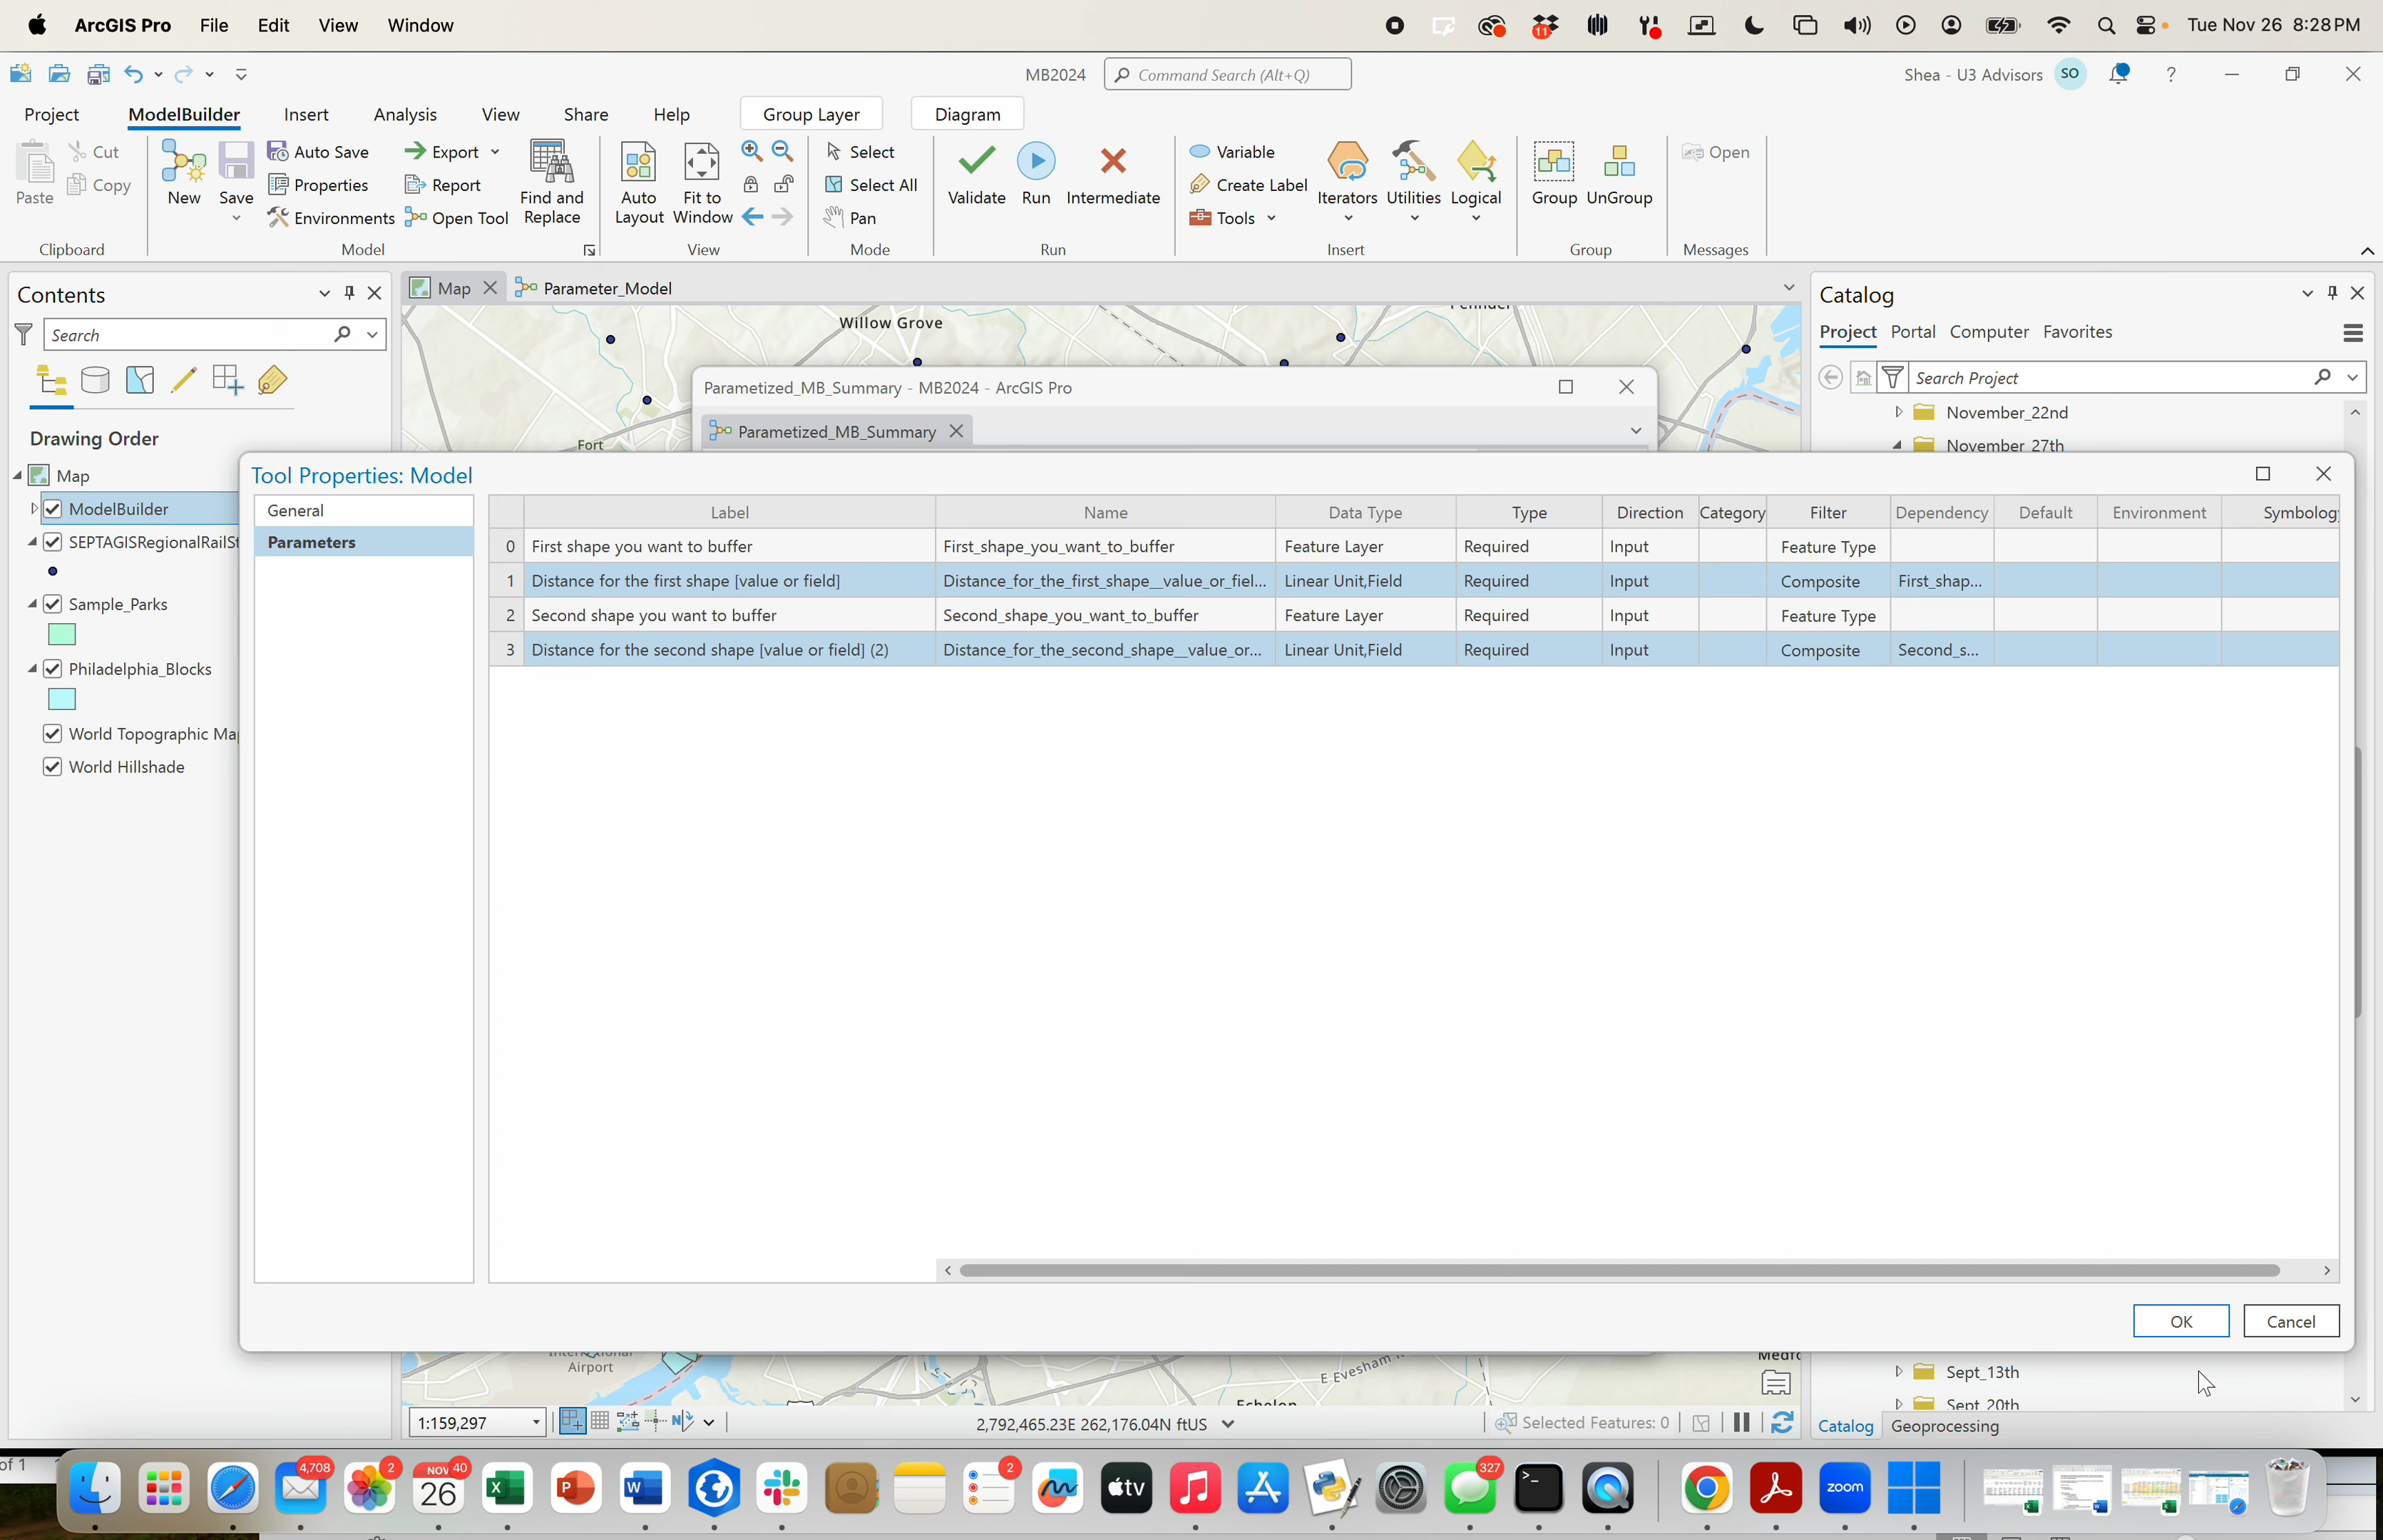 ArcGIS Pro File Edit View Window
11
Tue Nov 26 8:28 PM
MB2024 Command Search (Alt+Q) Shea - U3 Advisors SO ?
Project ModelBuilder Insert Analysis View Share Help Group Layer Diagram
Paste Cut Copy
Clipboard
New Save Auto Save Properties Environments Export Report Open Tool Find and Replace
Model
Auto Layout Fit to Window
View
Select Select All Pan
Mode
Validate Run Intermediate
Run
Variable Create Label Tools Iterators Utilities Logical
Insert
Group UnGroup
Group
Open
Messages
Contents
Search
Drawing Order
Map
ModelBuilder
SEPTAGISRegionalRailSt
Sample_Parks
Philadelphia_Blocks
World Topographic Ma
World Hillshade
Map Parameter_Model
Willow Grove
Fort
Parametized_MB_Summary - MB2024 - ArcGIS Pro
Parametized_MB_Summary
Catalog
Project Portal Computer Favorites
Search Project
November_22nd
November_27th
Tool Properties: Model
General
Parameters
Label Name Data Type Type Direction Category Filter Dependency Default Environment Symbology
0 First shape you want to buffer First_shape_you_want_to_buffer Feature Layer Required Input Feature Type
1 Distance for the first shape [value or field] Distance_for_the_first_shape__value_or_fiel... Linear Unit,Field Required Input Composite First_shap...
2 Second shape you want to buffer Second_shape_you_want_to_buffer Feature Layer Required Input Feature Type
3 Distance for the second shape [value or field] (2) Distance_for_the_second_shape__value_or... Linear Unit,Field Required Input Composite Second_s...
OK Cancel
International
Airport
E Evesham
Echelon
Sept_13th
Sept_20th
1:159,297 2,792,465.23E 262,176.04N ftUS Selected Features: 0
Catalog Geoprocessing
of 1
4,708 2 NOV 40 26 X P W 2 tv 327 >_ zoom